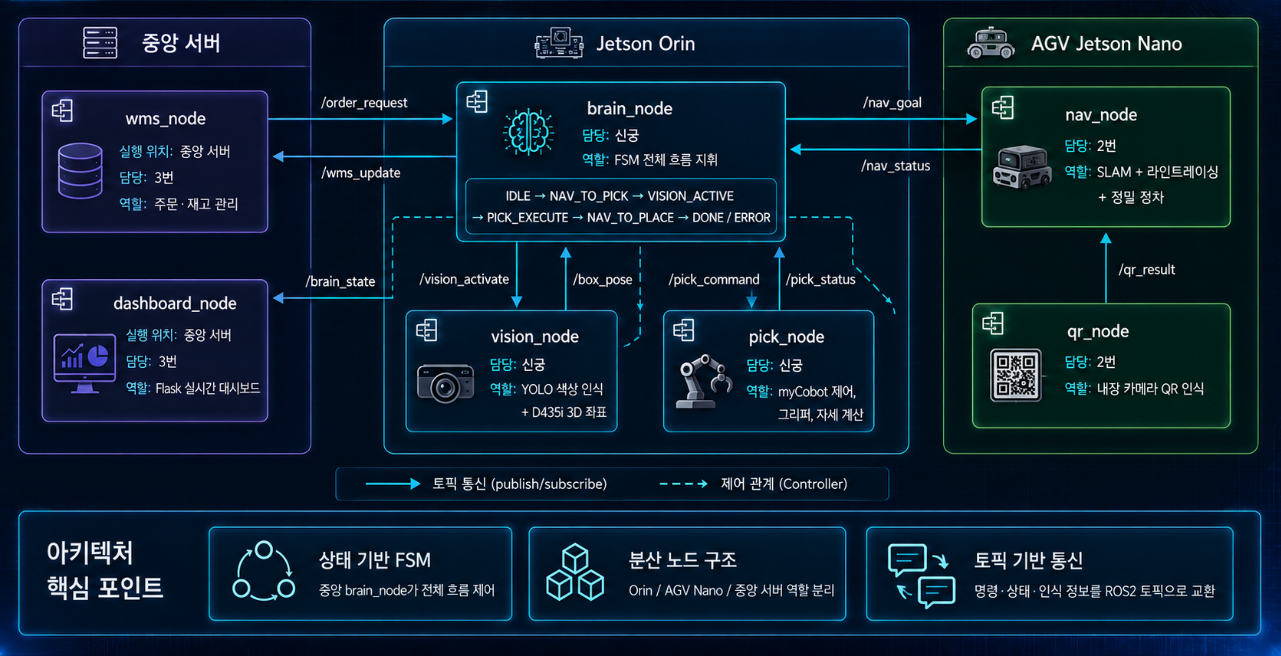 중앙 서버
Jetson Orin
AGV Jetson Nano
wms_node
실행 위치: 중앙 서버
담당: 3번
역할: 주문·재고 관리
/order_request
/wms_update
brain_node
담당: 신궁
역할: FSM 전체 흐름 지휘
IDLE → NAV_TO_PICK → VISION_ACTIVE
→ PICK_EXECUTE → NAV_TO_PLACE → DONE / ERROR
/nav_goal
/nav_status
nav_node
담당: 2번
역할: SLAM + 라인트레이싱
+ 정밀 정차
/brain_state
/vision_activate
/box_pose
/pick_command
/pick_status
/qr_result
dashboard_node
실행 위치: 중앙 서버
담당: 3번
역할: Flask 실시간 대시보드
vision_node
담당: 신궁
역할: YOLO 색상 인식
+ D435i 3D 좌표
pick_node
담당: 신궁
역할: myCobot 제어,
그리퍼, 자세 계산
qr_node
담당: 2번
역할: 내장 카메라 QR 인식
토픽 통신 (publish/subscribe)
제어 관계 (Controller)
아키텍처
핵심 포인트
상태 기반 FSM
중앙 brain_node가 전체 흐름 제어
분산 노드 구조
Orin / AGV Nano / 중앙 서버 역할 분리
토픽 기반 통신
명령·상태·인식 정보를 ROS2 토픽으로 교환